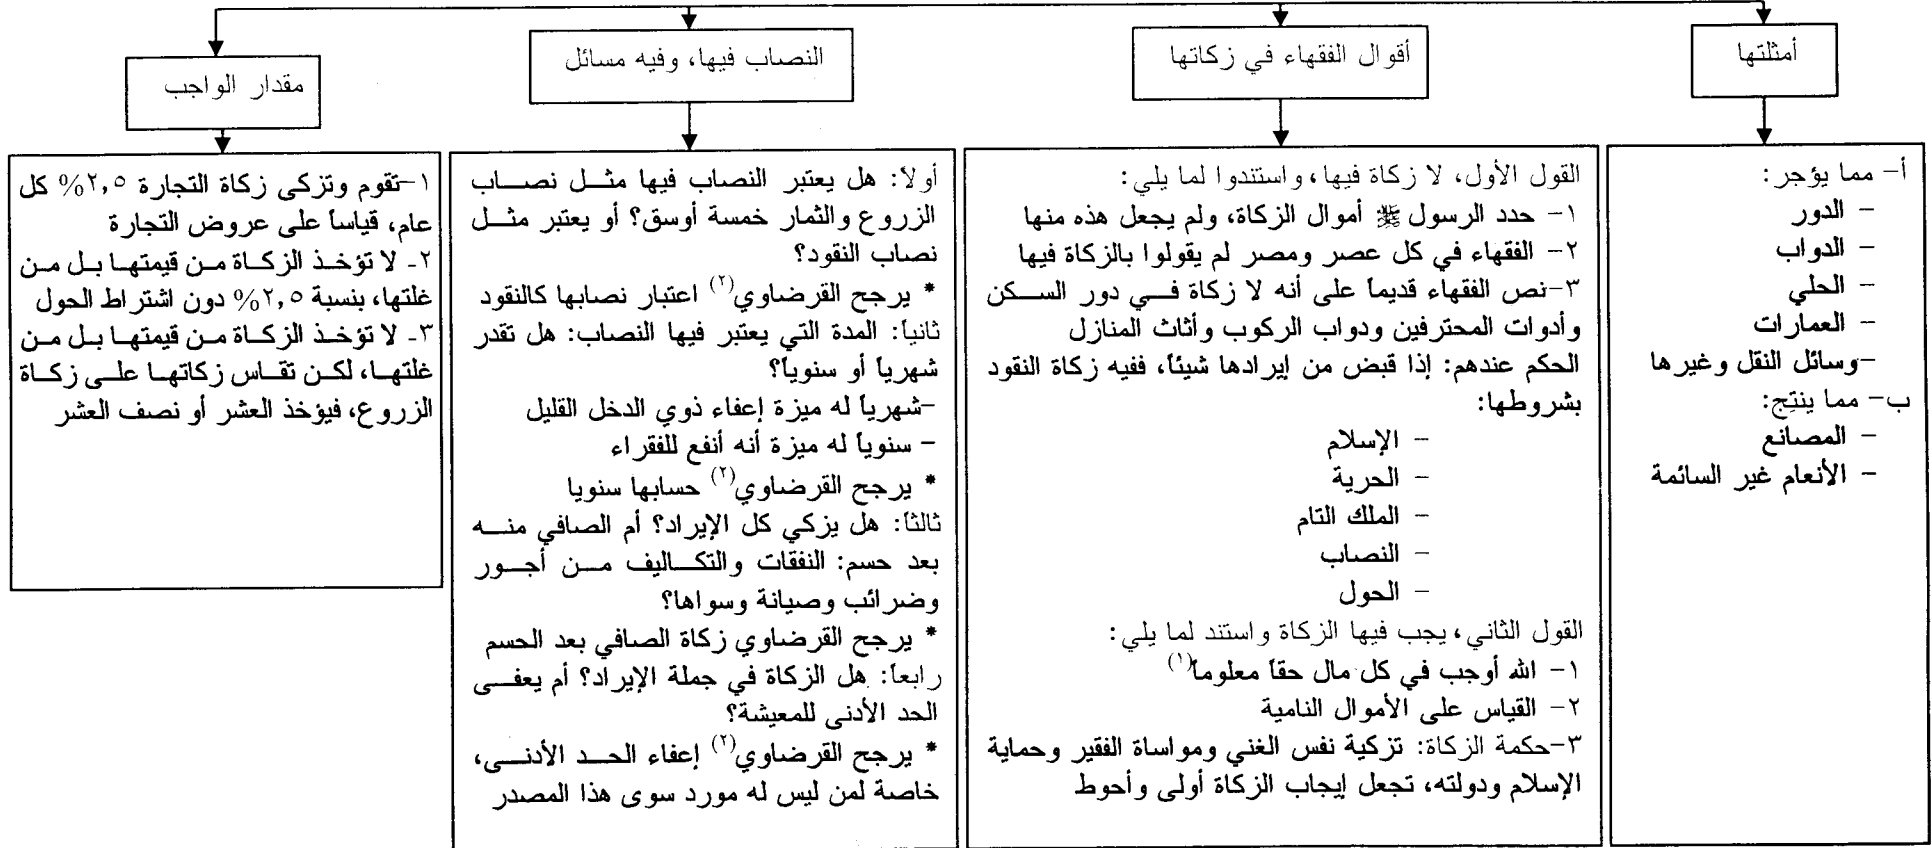 أمثلتها
أ- مما يؤجر:
- الدور
- الدواب
- الحلي
- العمارات
-وسائل النقل وغيرها
ب- مما ينتِج:
- المصانع
- الأنعام غير السائمة
أقوال الفقهاء في زكاتها
القول الأول، لا زكاة فيها، واستندوا لما يلي:
١- حدد الرسول ﷺ أموال الزكاة، ولم يجعل هذه منها
٢- الفقهاء في كل عصر ومصر لم يقولوا بالزكاة فيها
٣-نص الفقهاء قديماً على أنه لا زكاة في دور السكن
وأدوات المحترفين ودواب الركوب وأثاث المنازل
الحكم عندهم: إذا قبض من إيرادها شيئاً، ففيه زكاة النقود
بشروطها:
- الإسلام
- الحرية
- الملك التام
- النصاب
- الحول
القول الثاني، يجب فيها الزكاة واستند لما يلي:
١- الله أوجب في كل مال حقاً معلوماً(١)
٢- القياس على الأموال النامية
٣-حكمة الزكاة: تزكية نفس الغني ومواساة الفقير وحماية
الإسلام ودولته، تجعل إيجاب الزكاة أولى وأحوط
النصاب فيها، وفيه مسائل
أولاً: هل يعتبر النصاب فيها مثل نصاب
الزروع والثمار خمسة أوسق؟ أو يعتبر مثل
نصاب النقود؟
* يرجح القرضاوي(٢) اعتبار نصابها كالنقود
ثانياً: المدة التي يعتبر فيها النصاب: هل تقدر
شهرياً أو سنوياً؟
-شهرياً له ميزة إعفاء ذوي الدخل القليل
- سنوياً له ميزة أنه أنفع للفقراء
* يرجح القرضاوي(٢) حسابها سنويا
ثالثاً: هل يزكي كل الإيراد؟ أم الصافي منه
بعد حسم: النفقات والتكاليف من أجور
وضرائب وصيانة وسواها؟
* يرجح القرضاوي زكاة الصافي بعد الحسم
رابعاً: هل الزكاة في جملة الإيراد؟ أم يعفى
الحد الأدنى للمعيشة؟
* يرجح القرضاوي(٢) إعفاء الحد الأدنى،
خاصة لمن ليس له مورد سوى هذا المصدر
مقدار الواجب
١-تقوم وتزكى زكاة التجارة ٢,٥% كل
عام، قياساً على عروض التجارة
٢- لا تؤخذ الزكاة من قيمتها بل من
غلتها، بنسبة ٢,٥% دون اشتراط الحول
٣- لا تؤخذ الزكاة من قيمتها بل من
غلتها، لكن تقاس زكاتها على زكاة
الزروع، فيؤخذ العشر أو نصف العشر